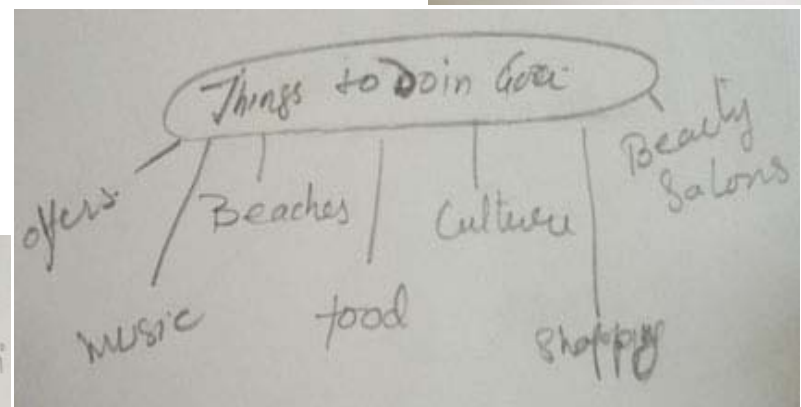 Things to Do in Goa
offers
Beaches
Culture
Beauty
Salons
music
food
Shopping